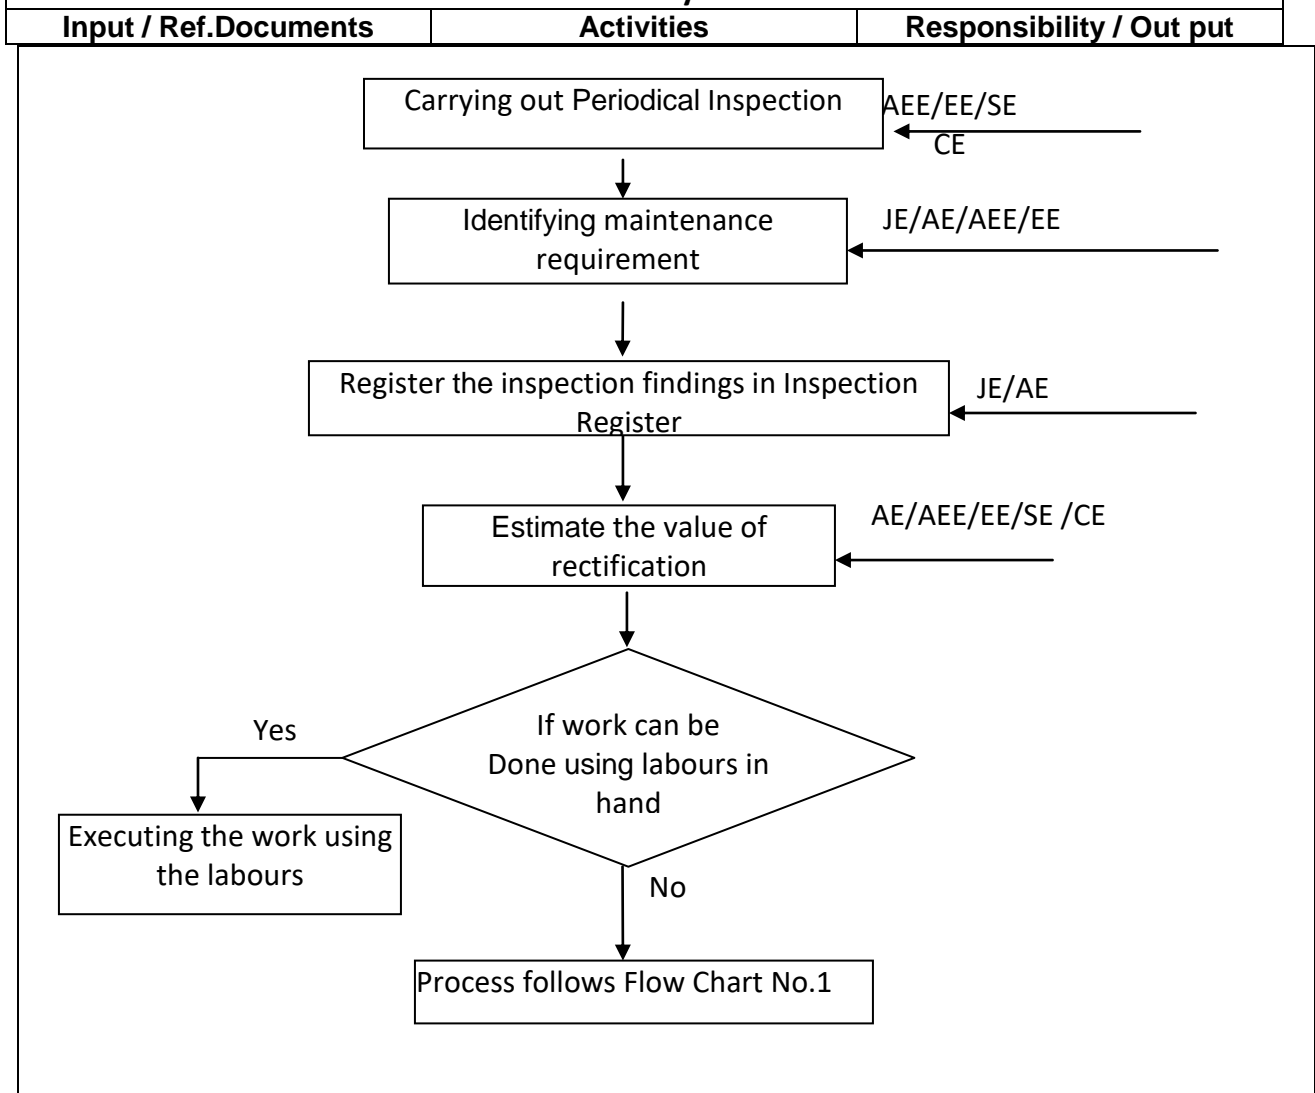 Input / Ref.Documents
Activities
Responsibility / Out put
Carrying out Periodical Inspection
AEE/EE/SE
CE
Identifying maintenance
requirement
JE/AE/AEE/EE
Register the inspection findings in Inspection
Register
JE/AE
Estimate the value of
rectification
AE/AEE/EE/SE /CE
If work can be
Done using labours in
hand
Yes
Executing the work using
the labours
No
Process follows Flow Chart No.1